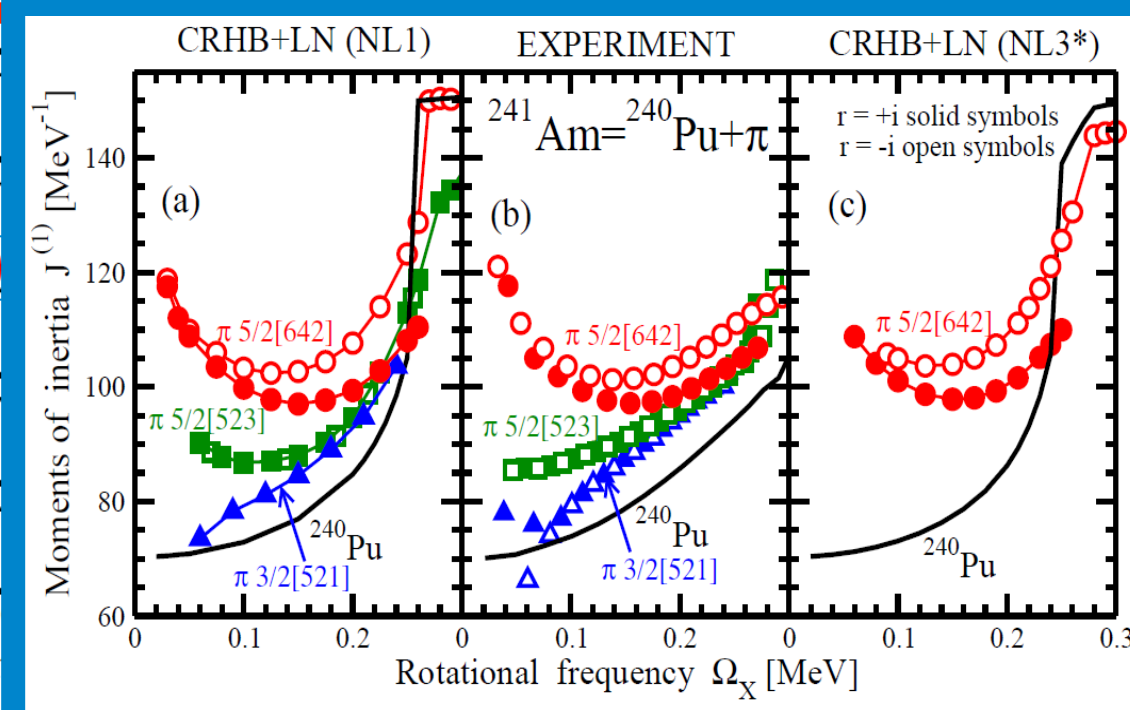 CRHB+LN (NL1) EXPERIMENT CRHB+LN (NL3*)
Moments of inertia J (1) [MeV-1]
140
120
100
80
60
(a)
π 5/2[642]
π 5/2[523]
240Pu
π 3/2[521]
241Am=240Pu+π
(b)
π 5/2[642]
π 5/2[523]
240Pu
π 3/2[521]
r = +i solid symbols
r = -i open symbols
(c)
π 5/2[642]
240Pu
0 0.1 0.2 0 0.1 0.2 0 0.1 0.2 0.3
Rotational frequency ΩX [MeV]